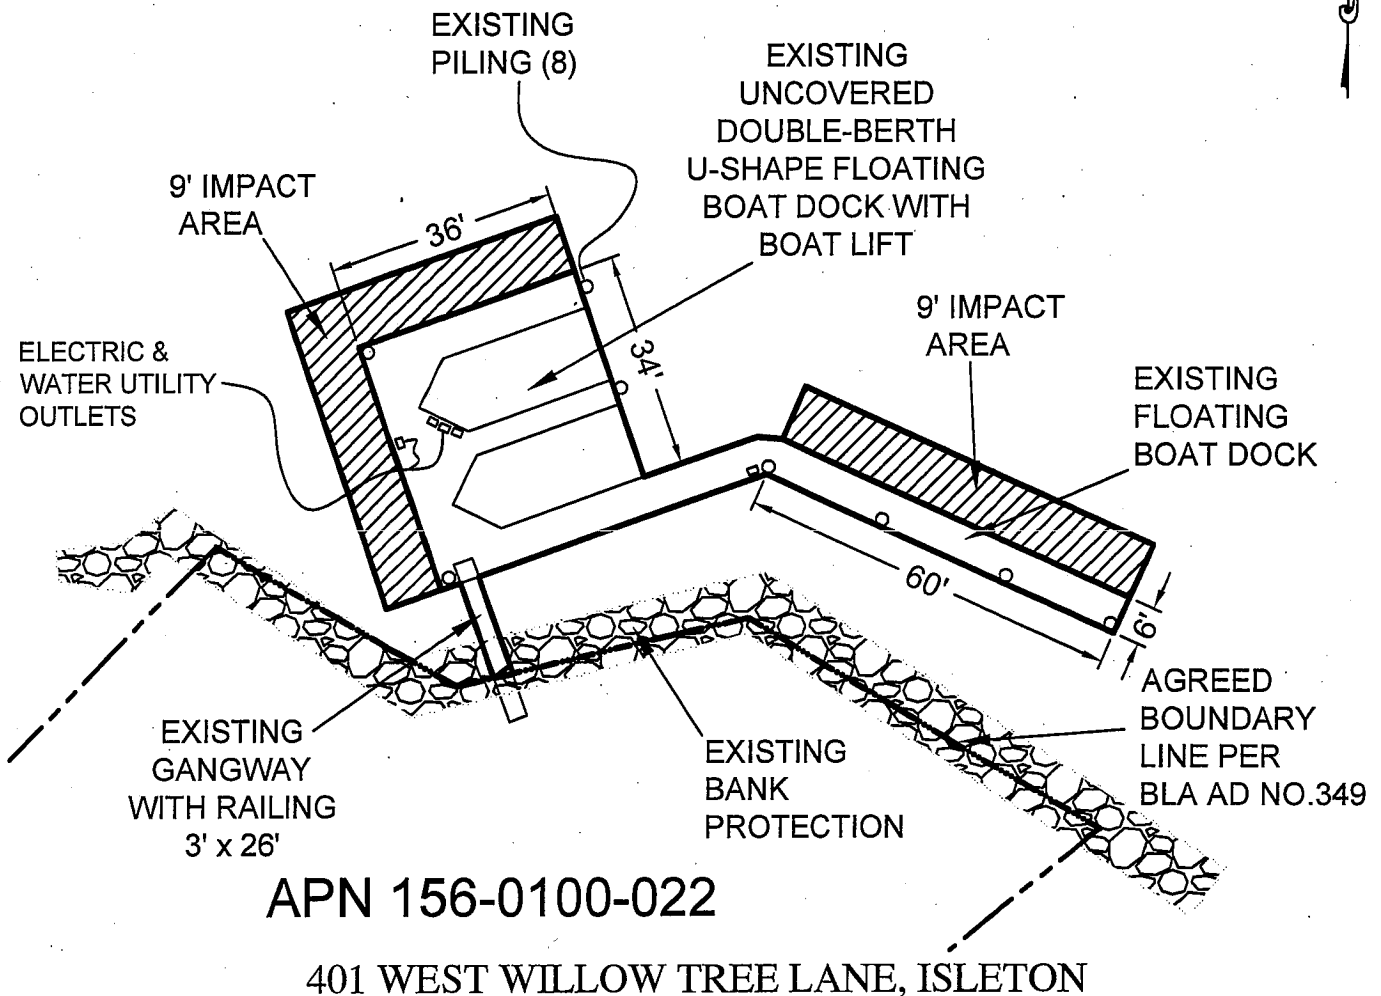 EXISTING
PILING (8)
EXISTING
UNCOVERED
DOUBLE-BERTH
U-SHAPE FLOATING
BOAT DOCK WITH
BOAT LIFT
9' IMPACT
AREA
36'
34'
9' IMPACT
AREA
ELECTRIC &
WATER UTILITY
OUTLETS
EXISTING
FLOATING
BOAT DOCK
60'
6'
EXISTING
GANGWAY
WITH RAILING
3' x 26'
EXISTING
BANK
PROTECTION
AGREED
BOUNDARY
LINE PER
BLA AD NO.349
APN 156-0100-022
401 WEST WILLOW TREE LANE, ISLETON